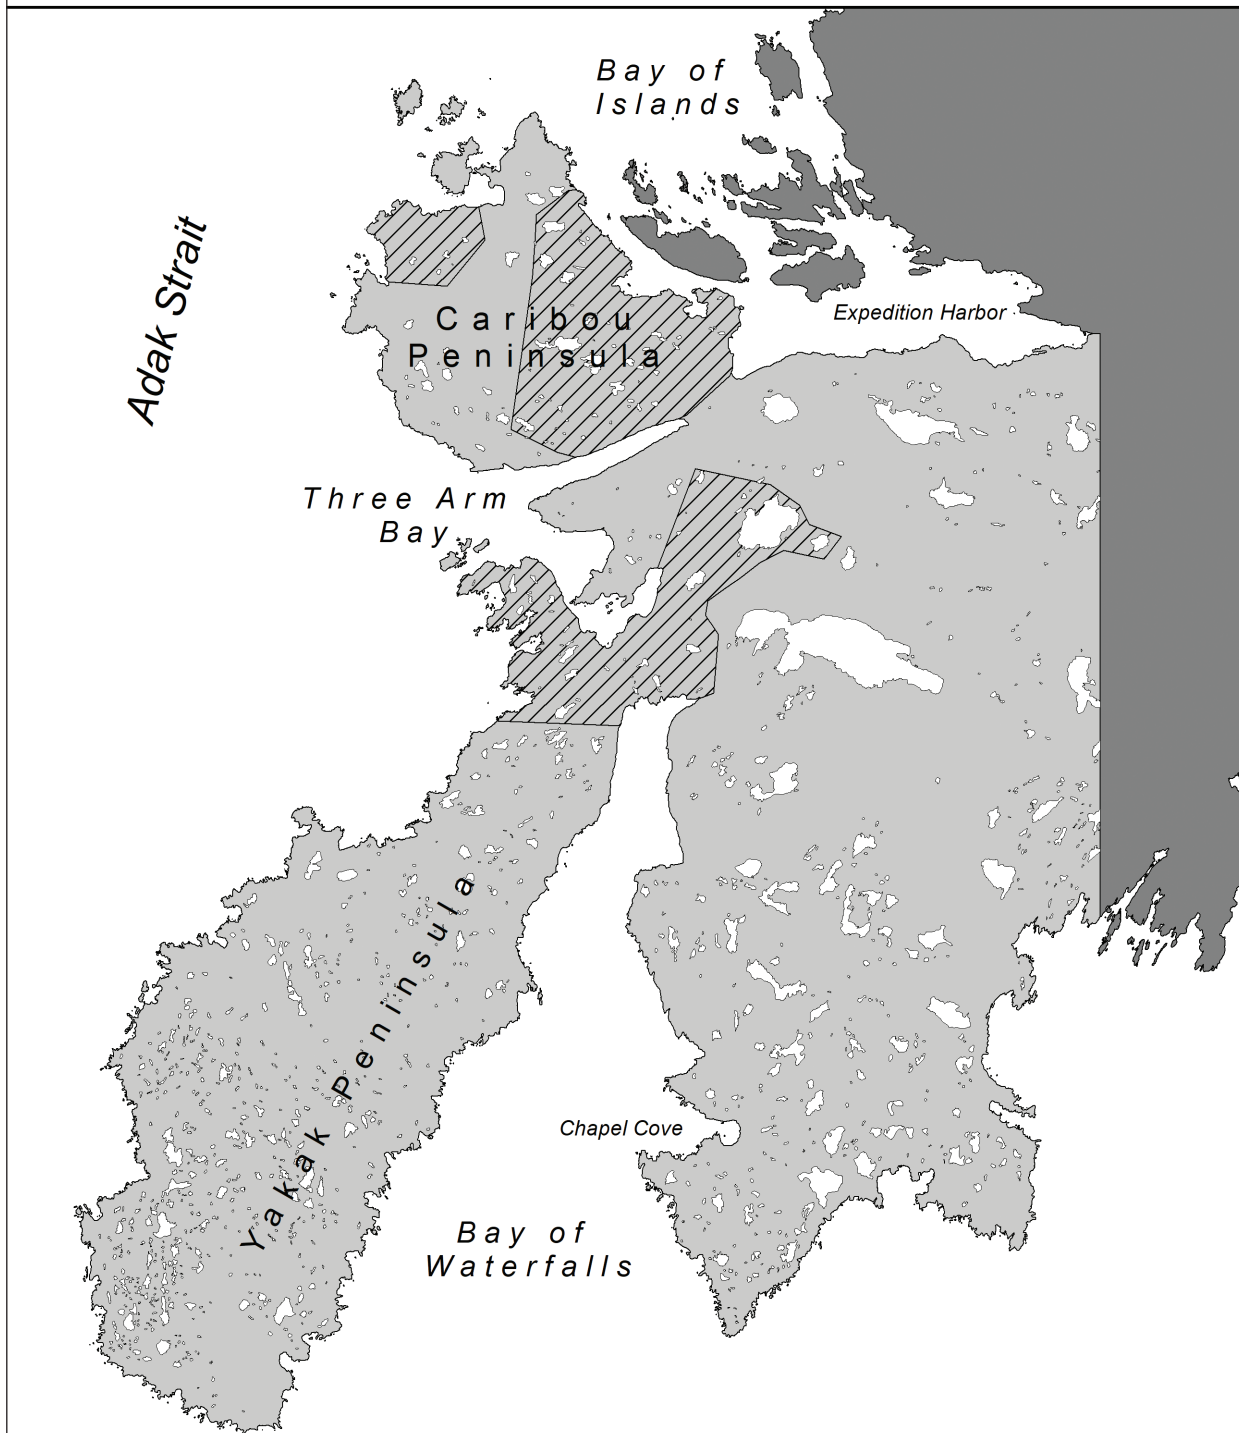 Bay of
Islands
Adak Strait
Expedition Harbor
Caribou
Peninsula
Three Arm
Bay
Yakak Peninsula
Chapel Cove
Bay of
Waterfalls